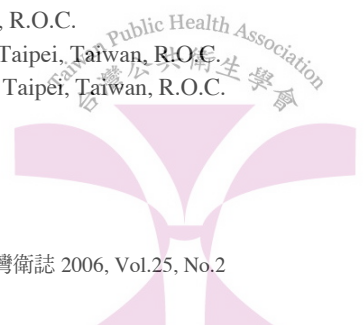 , R.O.C.
Taipei, Taiwan, R.O.C.
Taipei, Taiwan, R.O.C.
Taiwan Public Health Association
台灣公共衛生學會
灣衛誌 2006, Vol.25, No.2